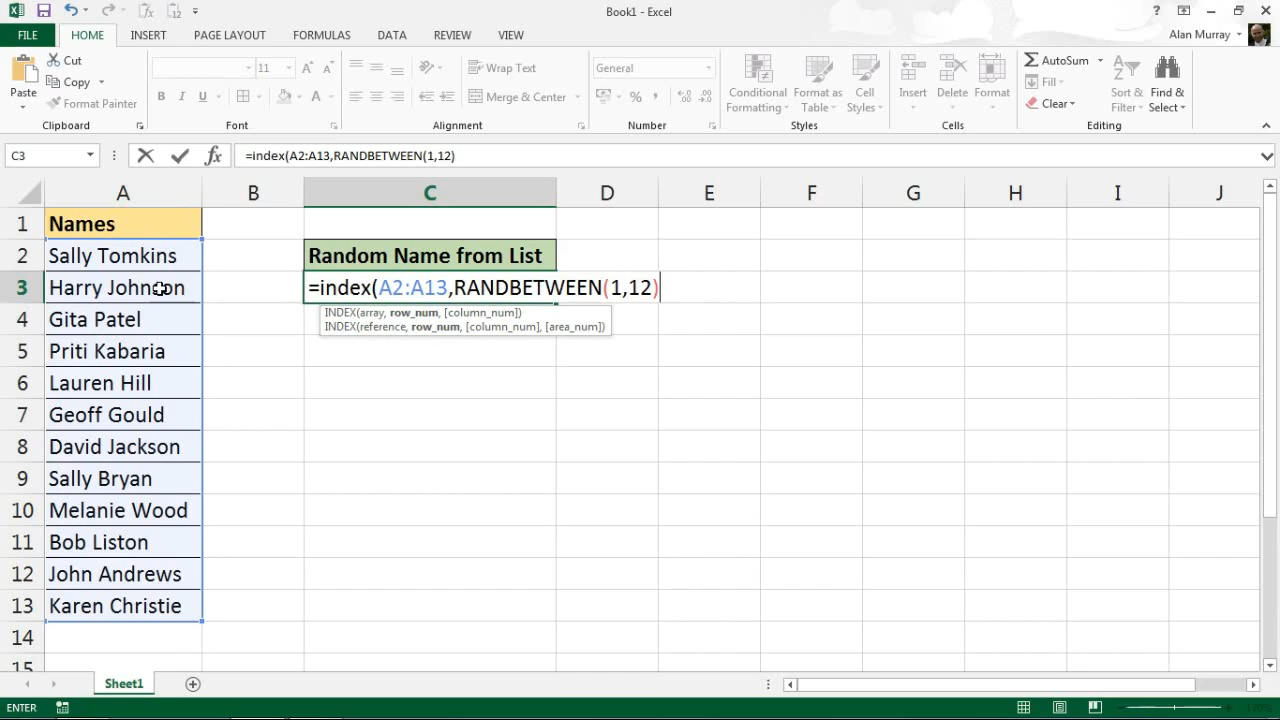 Book1 - Excel
FILE HOME INSERT PAGE LAYOUT FORMULAS DATA REVIEW VIEW Alan Murray
Paste
Cut
Copy
Format Painter
11
Wrap Text
Merge & Center
General
Conditional Formatting
Format as Table
Cell Styles
Insert Delete Format
AutoSum
Fill
Clear
Sort & Filter
Find & Select
Clipboard Font Alignment Number Styles Cells Editing
C3 =index(A2:A13,RANDBETWEEN(1,12)
A B C D E F G H I J
1 Names
2 Sally Tomkins Random Name from List
3 Harry Johnson =index(A2:A13,RANDBETWEEN(1,12)
INDEX(array, row_num, [column_num])
INDEX(reference, row_num, [column_num], [area_num])
4 Gita Patel
5 Priti Kabaria
6 Lauren Hill
7 Geoff Gould
8 David Jackson
9 Sally Bryan
10 Melanie Wood
11 Bob Liston
12 John Andrews
13 Karen Christie
14
15
Sheet1
ENTER